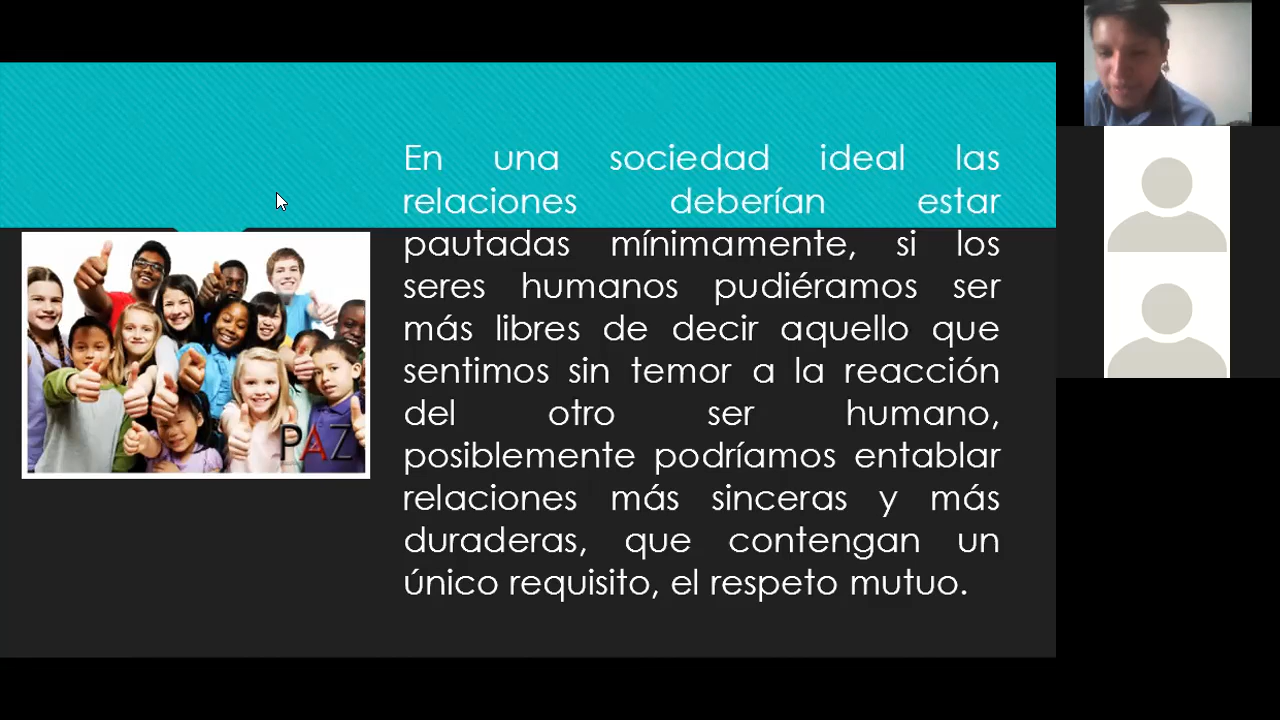 En una sociedad ideal las
relaciones deberían estar
pautadas mínimamente, si los
seres humanos pudiéramos ser
más libres de decir aquello que
sentimos sin temor a la reacción
del otro ser humano,
posiblemente podríamos entablar
relaciones más sinceras y más
duraderas, que contengan un
único requisito, el respeto mutuo.
PAZ